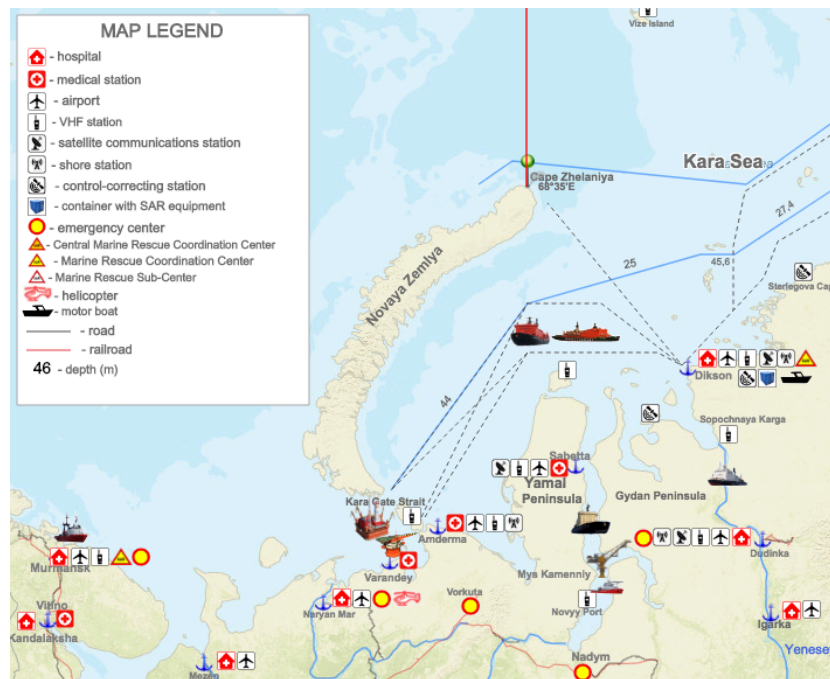 MAP LEGEND
- hospital
- medical station
- airport
- VHF station
- satellite communications station
- shore station
- control-correcting station
- container with SAR equipment
- emergency center
- Central Marine Rescue Coordination Center
- Marine Rescue Coordination Center
- Marine Rescue Sub-Center
- helicopter
- motor boat
- road
- railroad
46 - depth (m)
Vize Island
Kara Sea
Cape Zhelaniya
68°35'E
27,4
25
45,6
Novaya Zemlya
Sterlegova Cap
44
Dikson
Sopochnaya Karga
Sabetta
Yamal
Peninsula
Gydan Peninsula
Kara Gate Strait
Amderma
Dudinka
Murmansk
Varandey
Mys Kamenniy
Vorkuta
Naryan Mar
Novyy Port
Vitino
Kandalaksha
Igarka
Nadym
Mezen
Yenesei